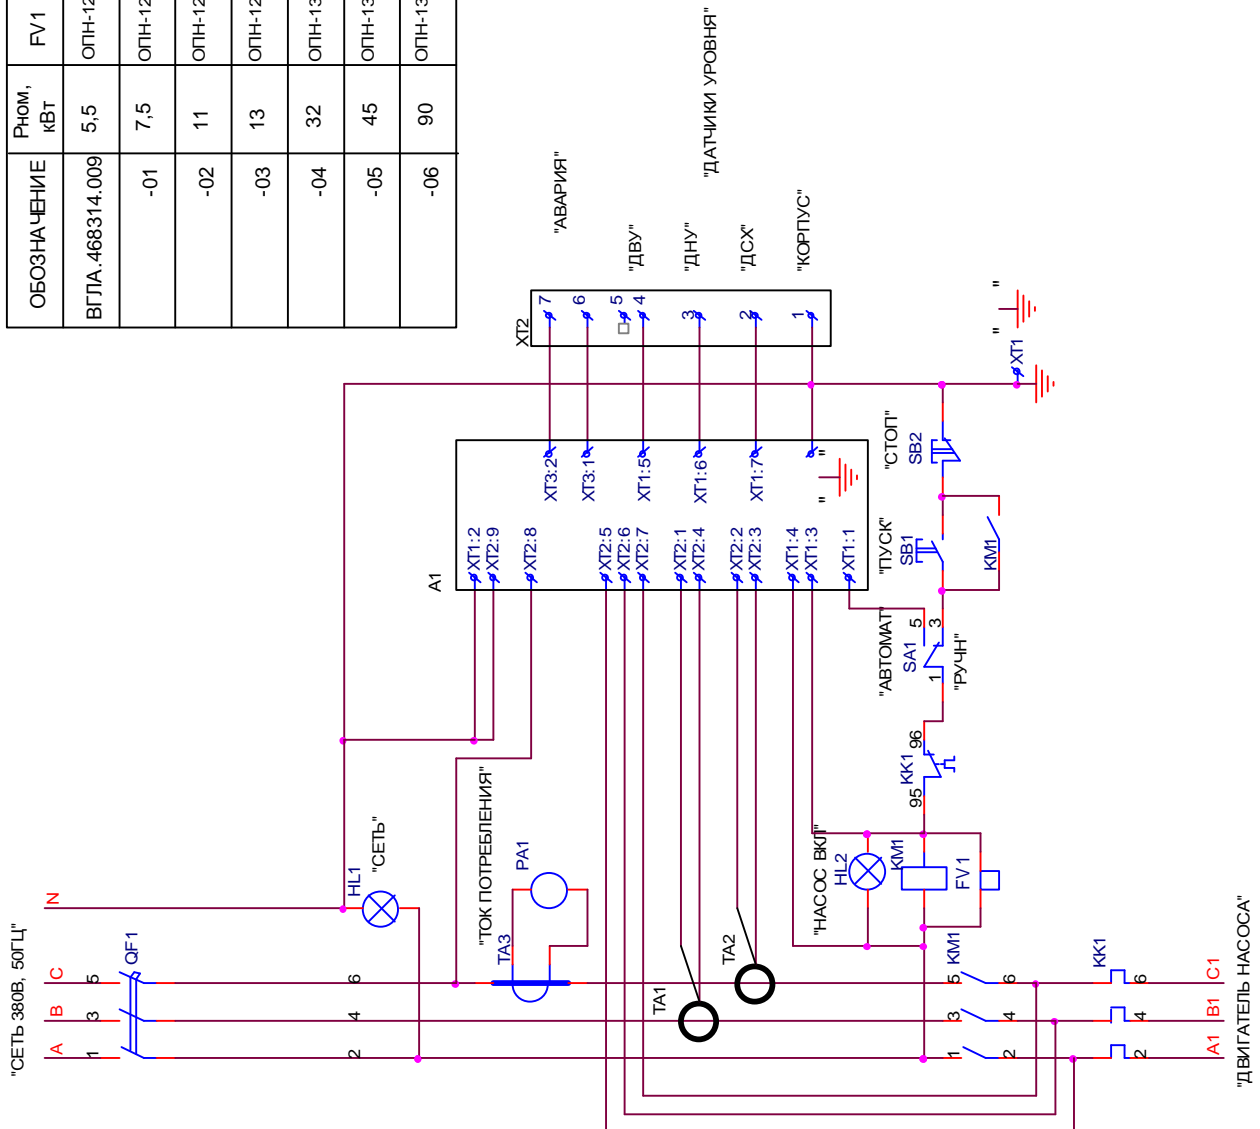 ОБОЗНАЧЕНИЕ Рном, кВт FV1
ВГЛА.468314.009 5,5 ОПН-12
-01 7,5 ОПН-12
-02 11 ОПН-12
-03 13 ОПН-12
-04 32 ОПН-13
-05 45 ОПН-13
-06 90 ОПН-13
"АВАРИЯ"
"ДВУ"
"ДНУ"
"ДСХ"
"КОРПУС"
"ДАТЧИКИ УРОВНЯ"
XT2
7
6
5
4
3
2
1
" "
XT1
A1
XT3:2
XT3:1
XT1:5
XT1:6
XT1:7
" "
XT1:2
XT2:9
XT2:8
XT2:5
XT2:6
XT2:7
XT2:1
XT2:4
XT2:2
XT2:3
XT1:4
XT1:3
XT1:1
"СТОП"
SB2
"ПУСК"
SB1
KM1
"АВТОМАТ"
SA1
5
3
1
"РУЧН"
KK1
96
95
"НАСОС ВКЛ"
HL2
KM1
FV1
"ТОК ПОТРЕБЛЕНИЯ"
PA1
TA3
TA1
TA2
HL1
"СЕТЬ"
"СЕТЬ 380В, 50ГЦ"
N
C
B
A
QF1
5
3
1
6
4
2
KM1
5
3
1
6
4
2
KK1
6
4
2
C1
B1
A1
"ДВИГАТЕЛЬ НАСОСА"